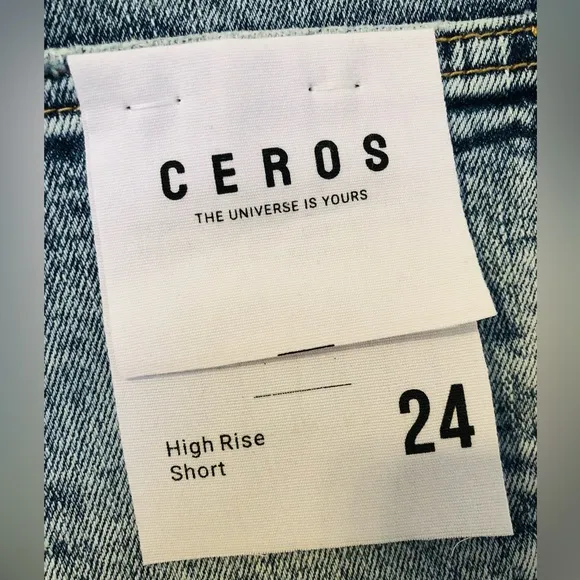 CEROS
THE UNIVERSE IS YOURS
High Rise
Short
24